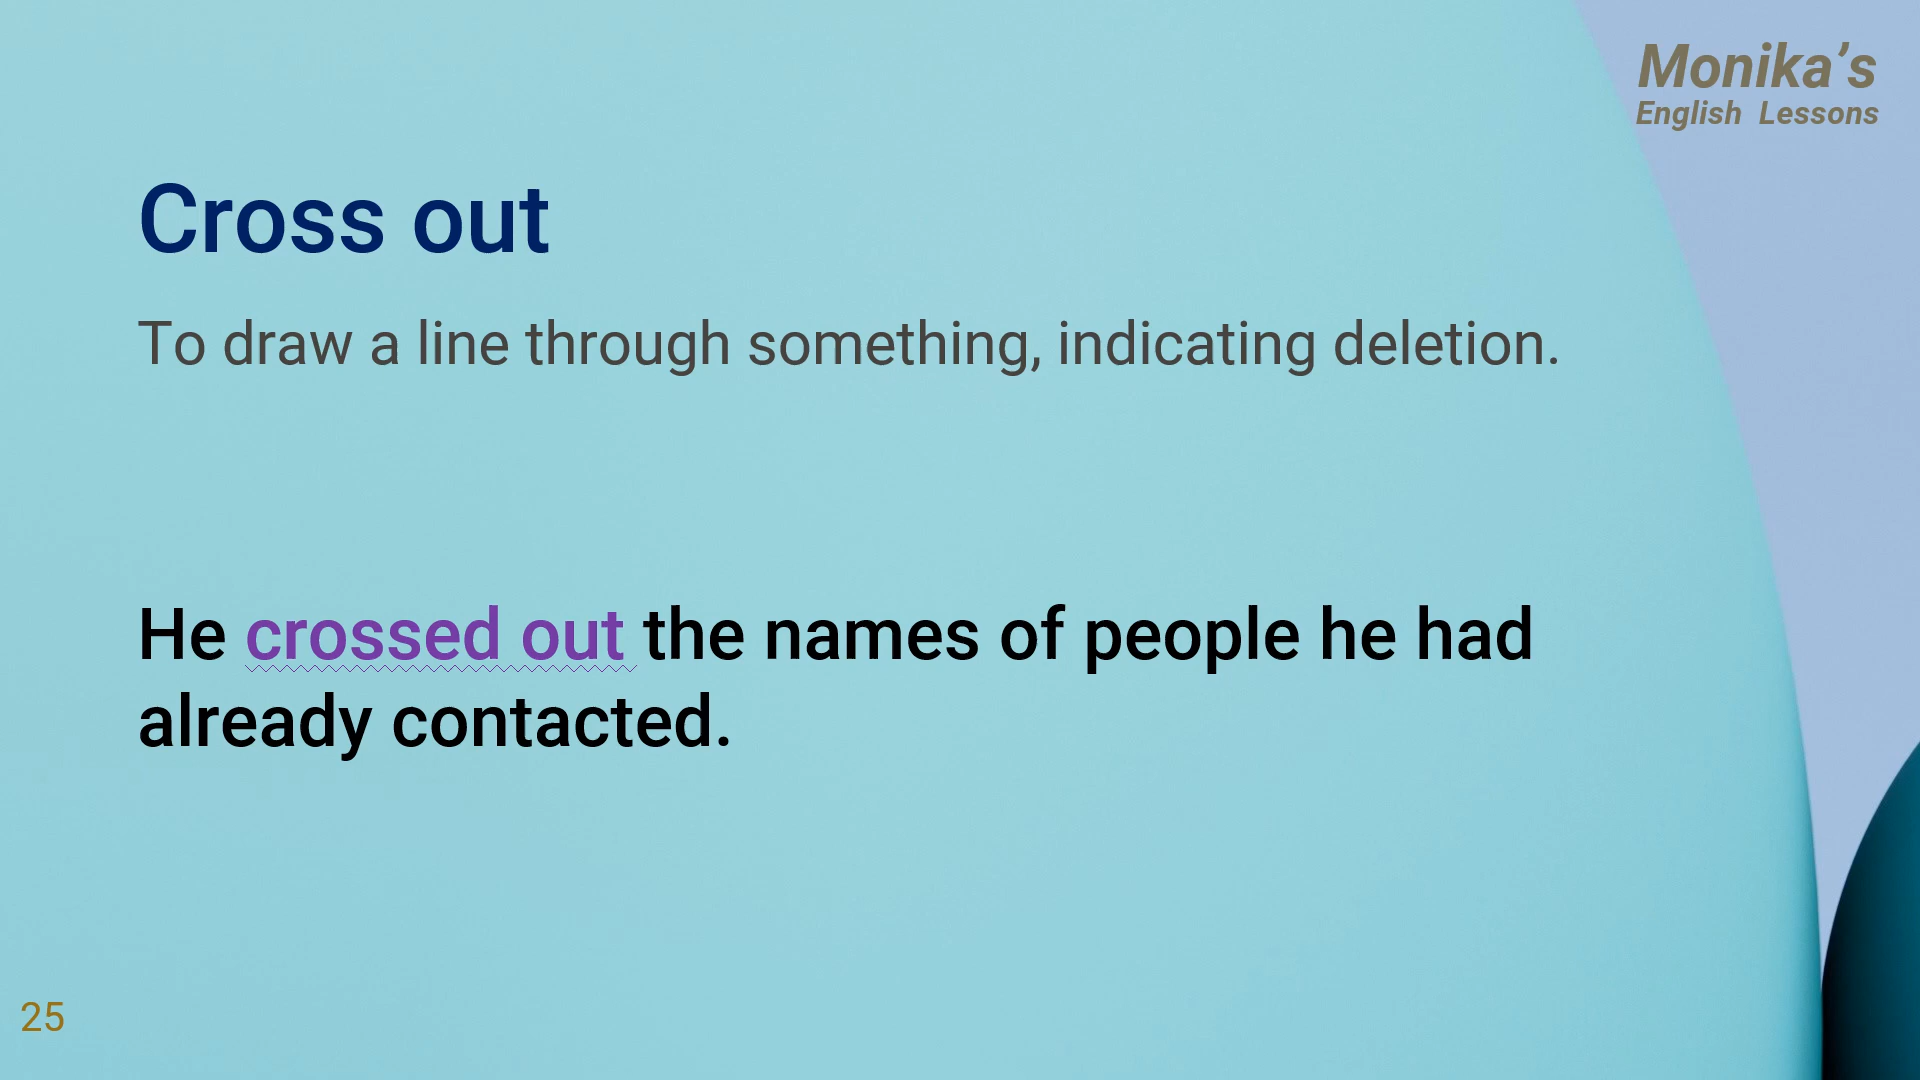 Monika’s
English Lessons
Cross out
To draw a line through something, indicating deletion.
He crossed out the names of people he had
already contacted.
25